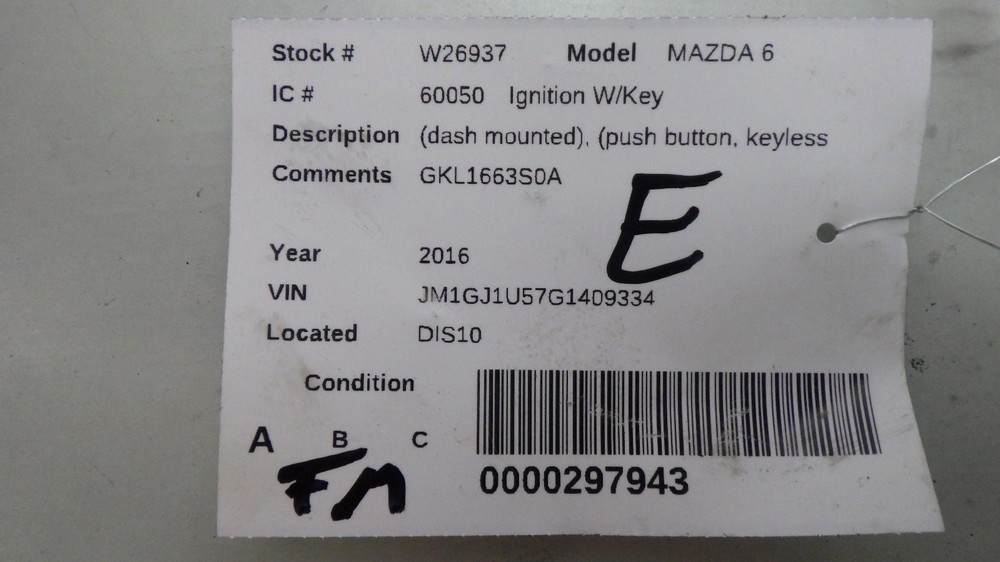 Stock # W26937 Model MAZDA 6
IC # 60050 Ignition W/Key
Description (dash mounted), (push button, keyless
Comments GKL1663S0A
E
Year 2016
VIN JM1GJ1U57G1409334
Located DIS10
Condition
A B C
FM
0000297943